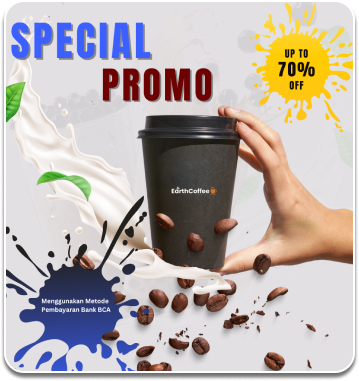 SPECIAL
PROMO
UP TO
70%
OFF
EarthCoffee
Menggunakan Metode
Pembayaran Bank BCA